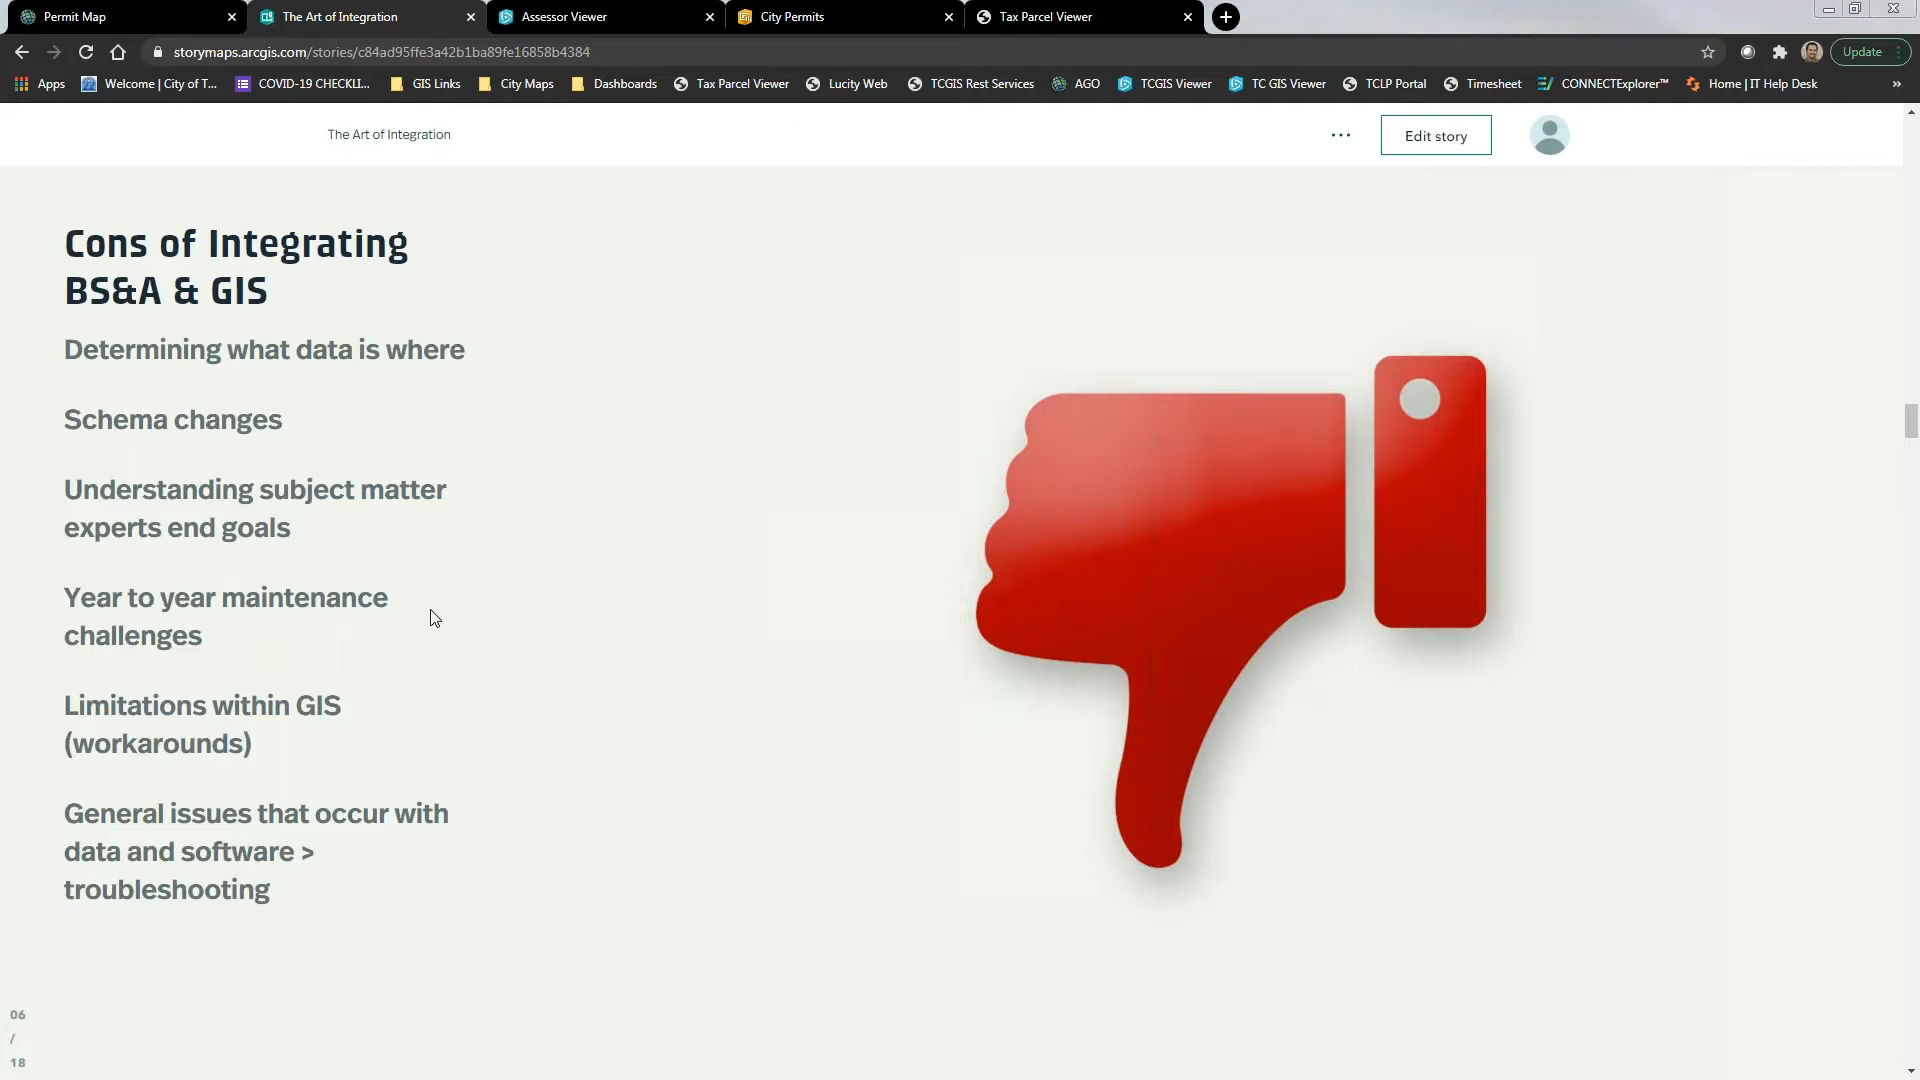 Permit Map
The Art of Integration
Assessor Viewer
City Permits
Tax Parcel Viewer
storymaps.arcgis.com/stories/c84ad95ffe3a42b1ba89fe16858b4384
Update
Apps
Welcome | City of T...
COVID-19 CHECKLI...
GIS Links
City Maps
Dashboards
Tax Parcel Viewer
Lucity Web
TCGIS Rest Services
AGO
TCGIS Viewer
TC GIS Viewer
TCLP Portal
Timesheet
CONNECTExplorer™
Home | IT Help Desk
»
The Art of Integration
Edit story
Cons of Integrating
BS&A & GIS
Determining what data is where
Schema changes
Understanding subject matter
experts end goals
Year to year maintenance
challenges
Limitations within GIS
(workarounds)
General issues that occur with
data and software >
troubleshooting
06
/
18